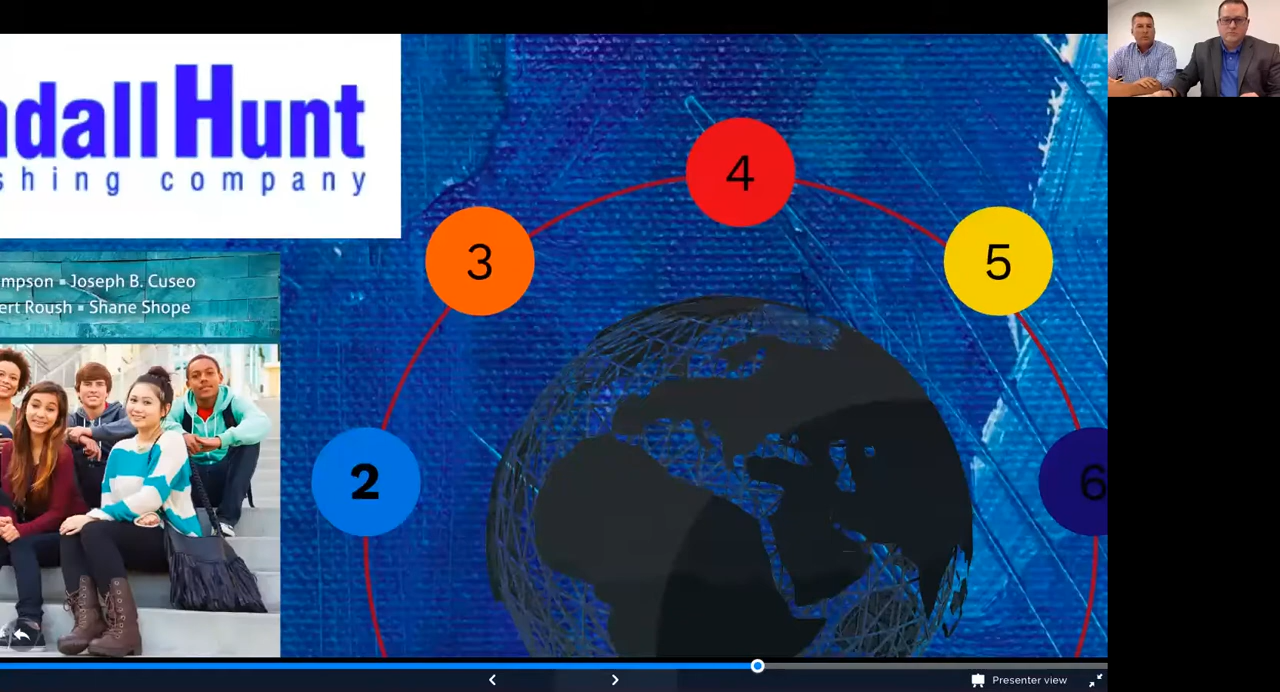 ndall Hunt
shing company
mpson ▪ Joseph B. Cuseo
ert Roush ▪ Shane Shope
4
3
5
2
6
Presenter view